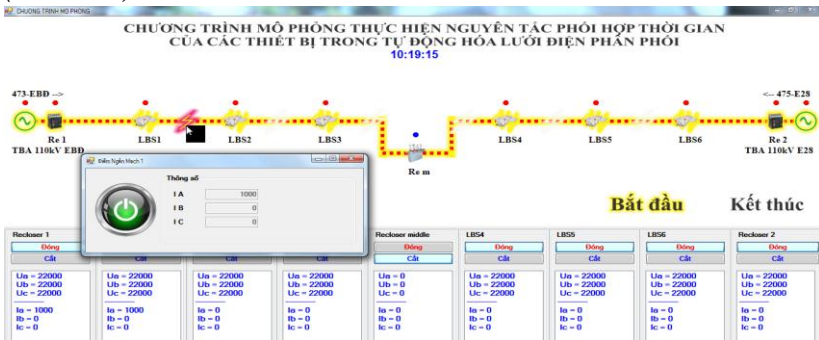 CHUONG TRINH MO PHONG
CHƯƠNG TRÌNH MÔ PHỎNG THỰC HIỆN NGUYÊN TẮC PHỐI HỢP THỜI GIAN
CỦA CÁC THIẾT BỊ TRONG TỰ ĐỘNG HÓA LƯỚI ĐIỆN PHÂN PHỐI
10:19:15
473-EBD -->
<-- 475-E28
Re 1
LBS1
LBS2
LBS3
Re m
LBS4
LBS5
LBS6
Re 2
TBA 110kV EBD
TBA 110kV E28
Điểm Ngắn Mạch 1
Thông số
I A 1000
I B 0
I C 0
Bắt đầu
Kết thúc
Recloser 1
Recloser middle
LBS4
LBS5
LBS6
Recloser 2
Đóng Đóng Đóng Đóng Đóng Đóng
Cắt Cắt Cắt Cắt Cắt Cắt Cắt Cắt Cắt
Ua = 22000 Ua = 22000 Ua = 22000 Ua = 22000 Ua = 0 Ua = 22000 Ua = 22000 Ua = 22000 Ua = 22000
Ub = 22000 Ub = 22000 Ub = 22000 Ub = 22000 Ub = 0 Ub = 22000 Ub = 22000 Ub = 22000 Ub = 22000
Uc = 22000 Uc = 22000 Uc = 22000 Uc = 22000 Uc = 0 Uc = 22000 Uc = 22000 Uc = 22000 Uc = 22000
Ia = 1000 Ia = 1000 Ia = 0 Ia = 0 Ia = 0 Ia = 0 Ia = 0 Ia = 0 Ia = 0
Ib = 0 Ib = 0 Ib = 0 Ib = 0 Ib = 0 Ib = 0 Ib = 0 Ib = 0 Ib = 0
Ic = 0 Ic = 0 Ic = 0 Ic = 0 Ic = 0 Ic = 0 Ic = 0 Ic = 0 Ic = 0